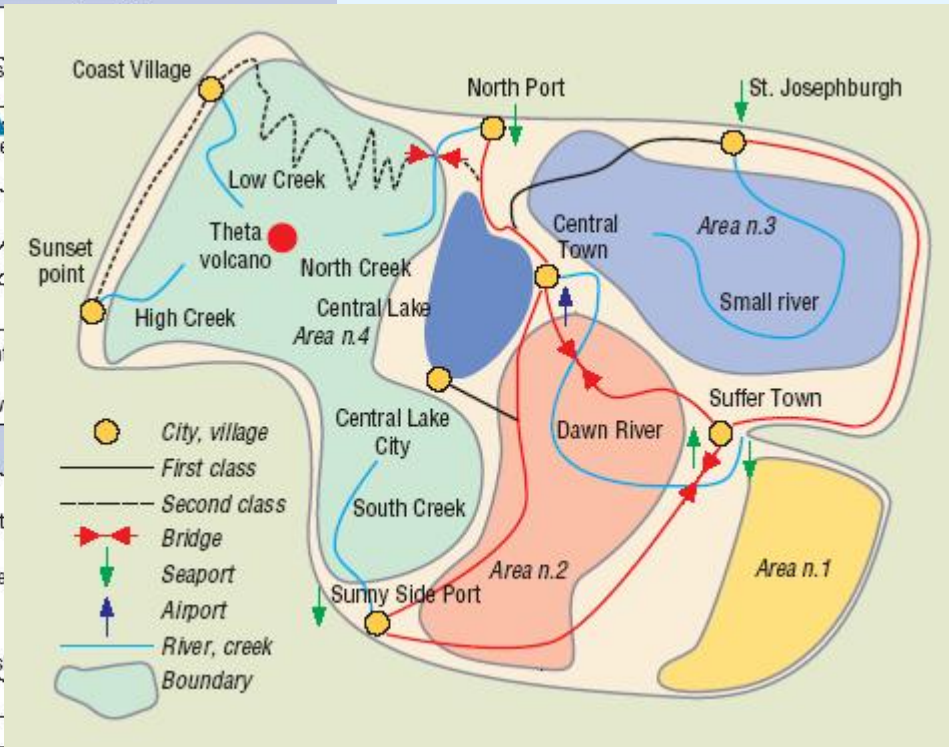 Coast Village
North Port
St. Josephburgh
Low Creek
Theta
volcano
North Creek
Central
Town
Area n.3
Small river
Sunset
point
High Creek
Central Lake
Area n.4
Central Lake
City
Suffer Town
Dawn River
South Creek
Sunny Side Port
Area n.2
Area n.1
City, village
First class
Second class
Bridge
Seaport
Airport
River, creek
Boundary